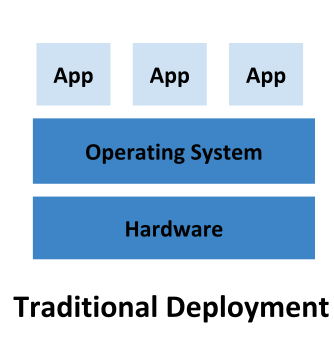 App App App
Operating System
Hardware
Traditional Deployment